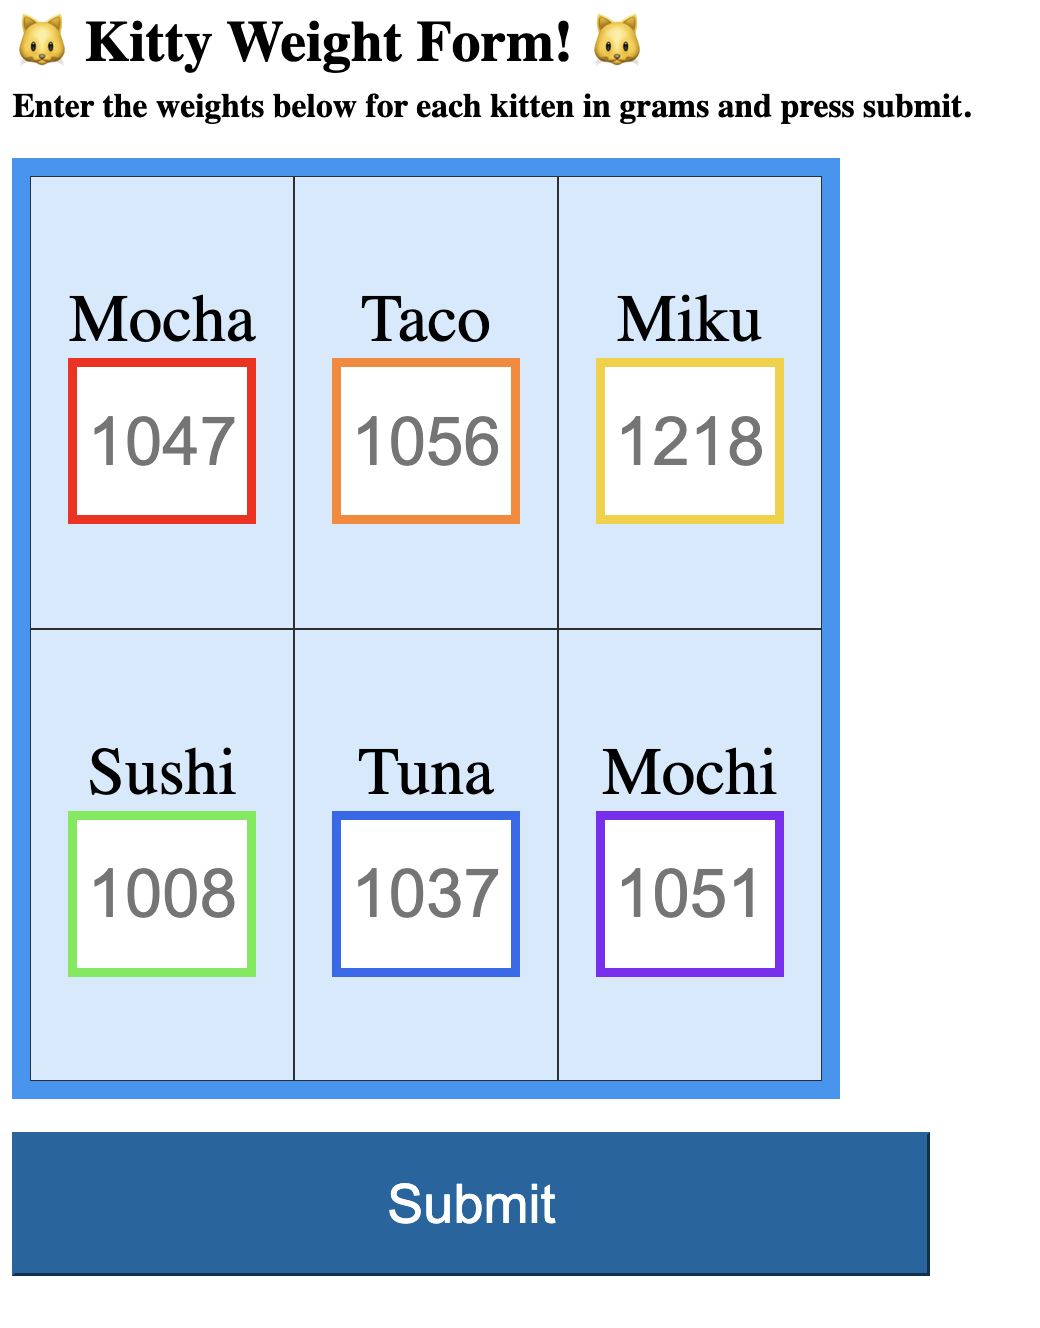 🐱 Kitty Weight Form! 🐱
Enter the weights below for each kitten in grams and press submit.
Mocha Taco Miku
1047 1056 1218
Sushi Tuna Mochi
1008 1037 1051
Submit